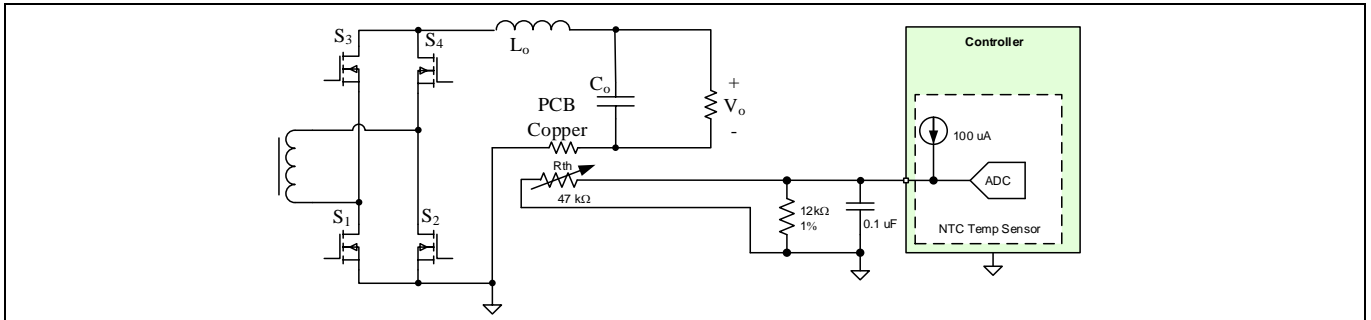 S3
S4
Lo
Co
+
Vo
-
PCB
Copper
Rth
47 kΩ
S1
S2
12kΩ
1%
0.1 uF
Controller
100 uA
ADC
NTC Temp Sensor